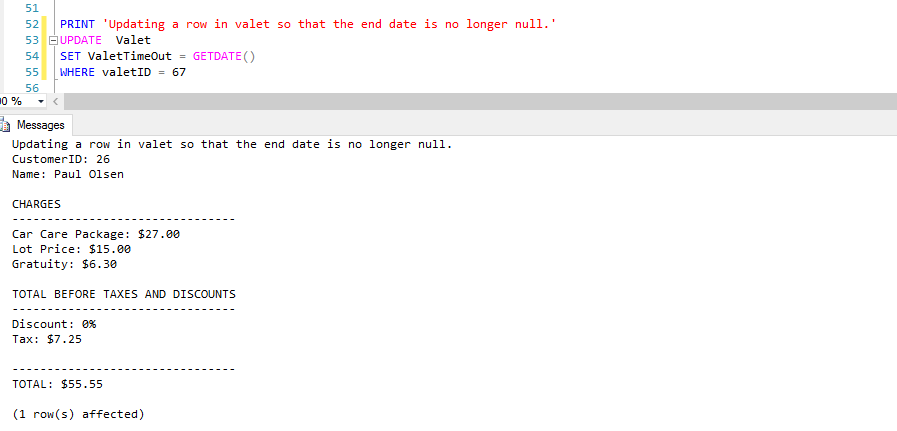 51
52 PRINT 'Updating a row in valet so that the end date is no longer null.'
53 UPDATE Valet
54 SET ValetTimeOut = GETDATE()
55 WHERE valetID = 67
56
00 %
Messages
Updating a row in valet so that the end date is no longer null.
CustomerID: 26
Name: Paul Olsen
CHARGES
--------------------------------
Car Care Package: $27.00
Lot Price: $15.00
Gratuity: $6.30
TOTAL BEFORE TAXES AND DISCOUNTS
--------------------------------
Discount: 0%
Tax: $7.25
--------------------------------
TOTAL: $55.55
(1 row(s) affected)